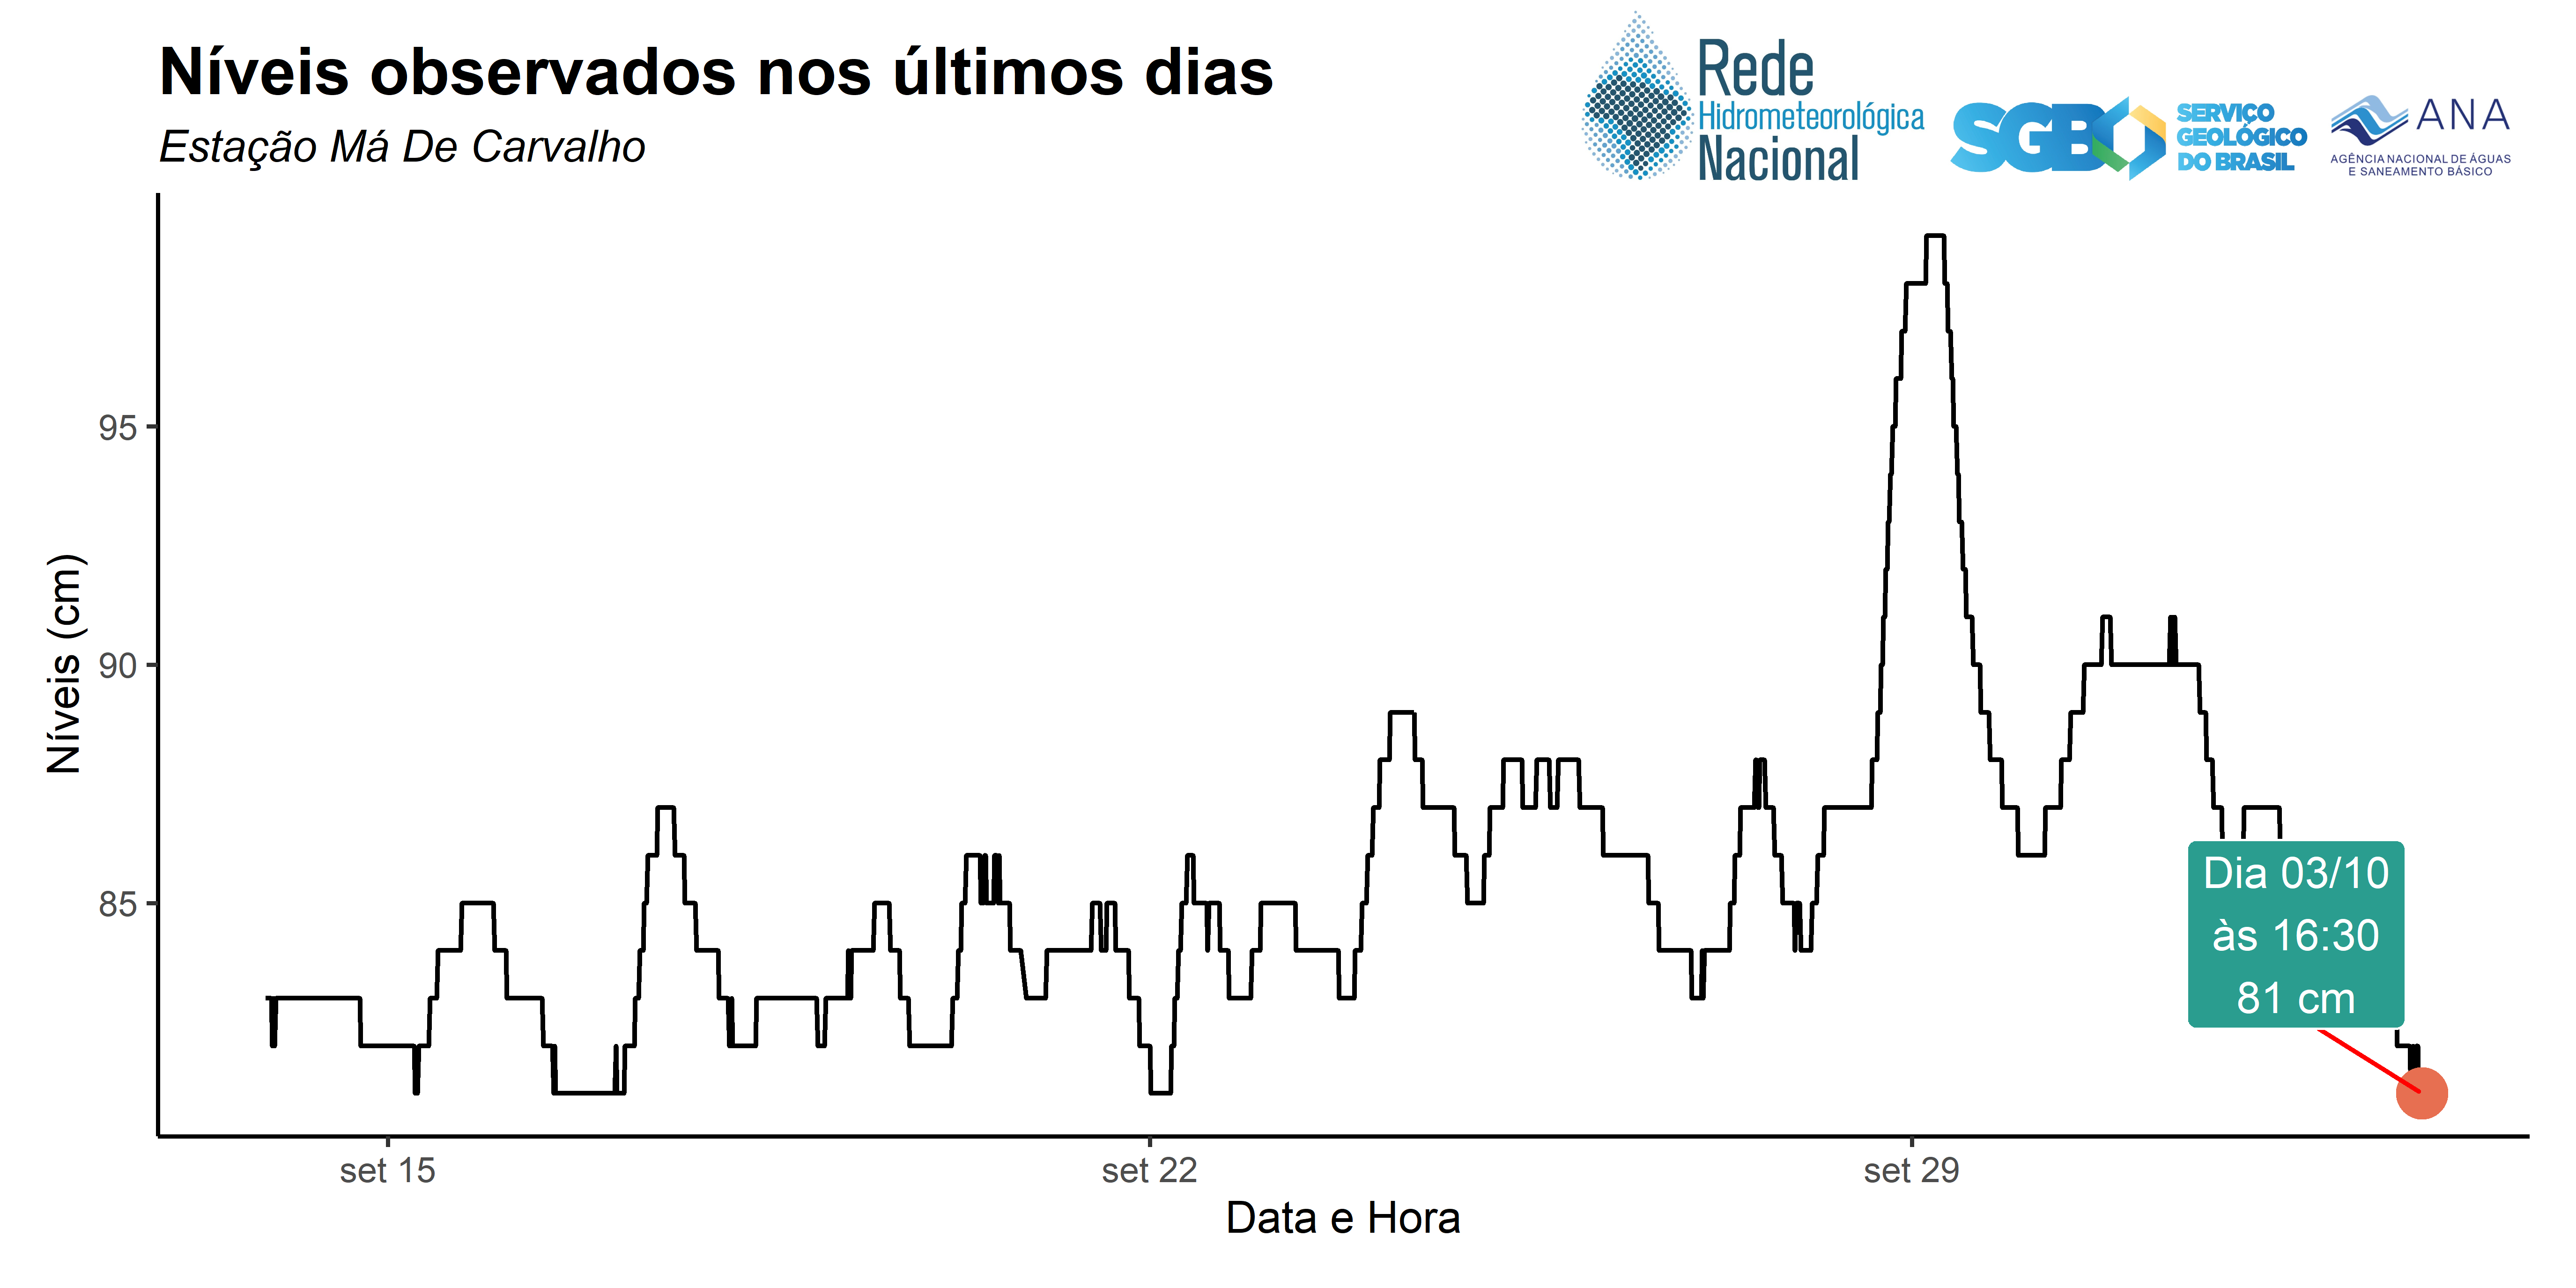 Níveis observados nos últimos dias
Estação Má De Carvalho
Rede
Hidrometeorológica
Nacional
SGB
SERVIÇO
GEOLÓGICO
DO BRASIL
ANA
AGÊNCIA NACIONAL DE ÁGUAS
E SANEAMENTO BÁSICO
Níveis (cm)
95
90
85
Dia 03/10
às 16:30
81 cm
set 15
set 22
set 29
Data e Hora